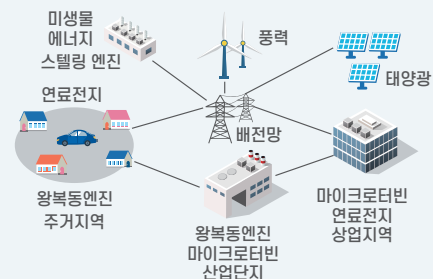 미생물
에너지
스텔링 엔진
풍력
태양광
연료전지
배전망
왕복동엔진
주거지역
왕복동엔진
마이크로터빈
산업단지
마이크로터빈
연료전지
상업지역